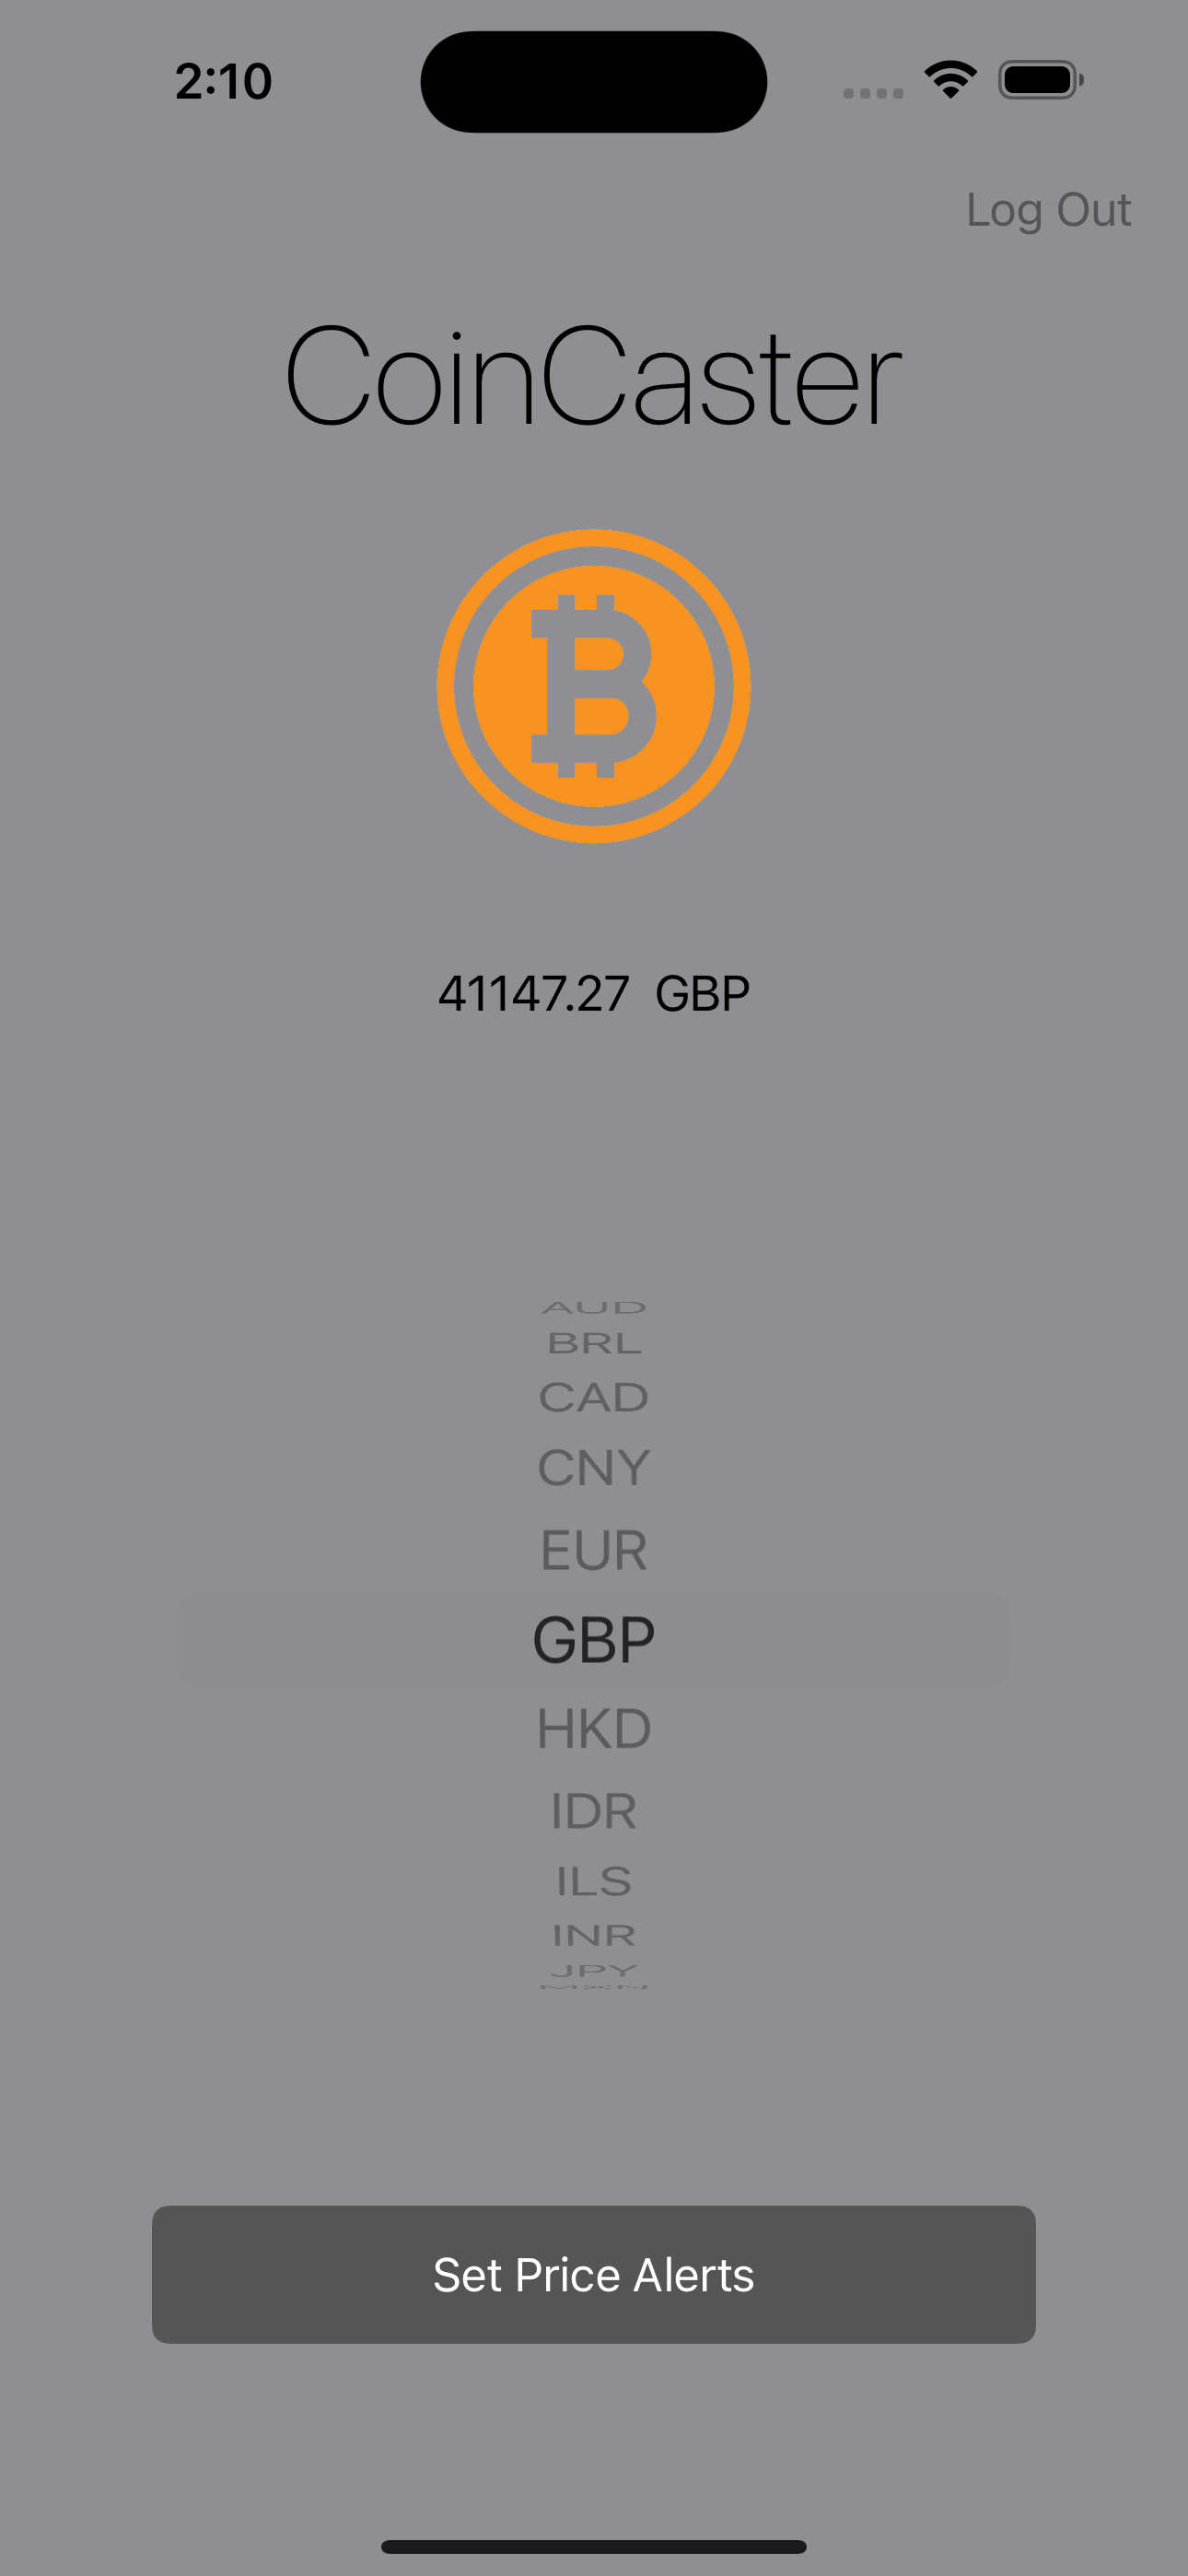 2:10
Log Out
CoinCaster
41147.27 GBP
AUD
BRL
CAD
CNY
EUR
GBP
HKD
IDR
ILS
INR
JPY
MXN
Set Price Alerts